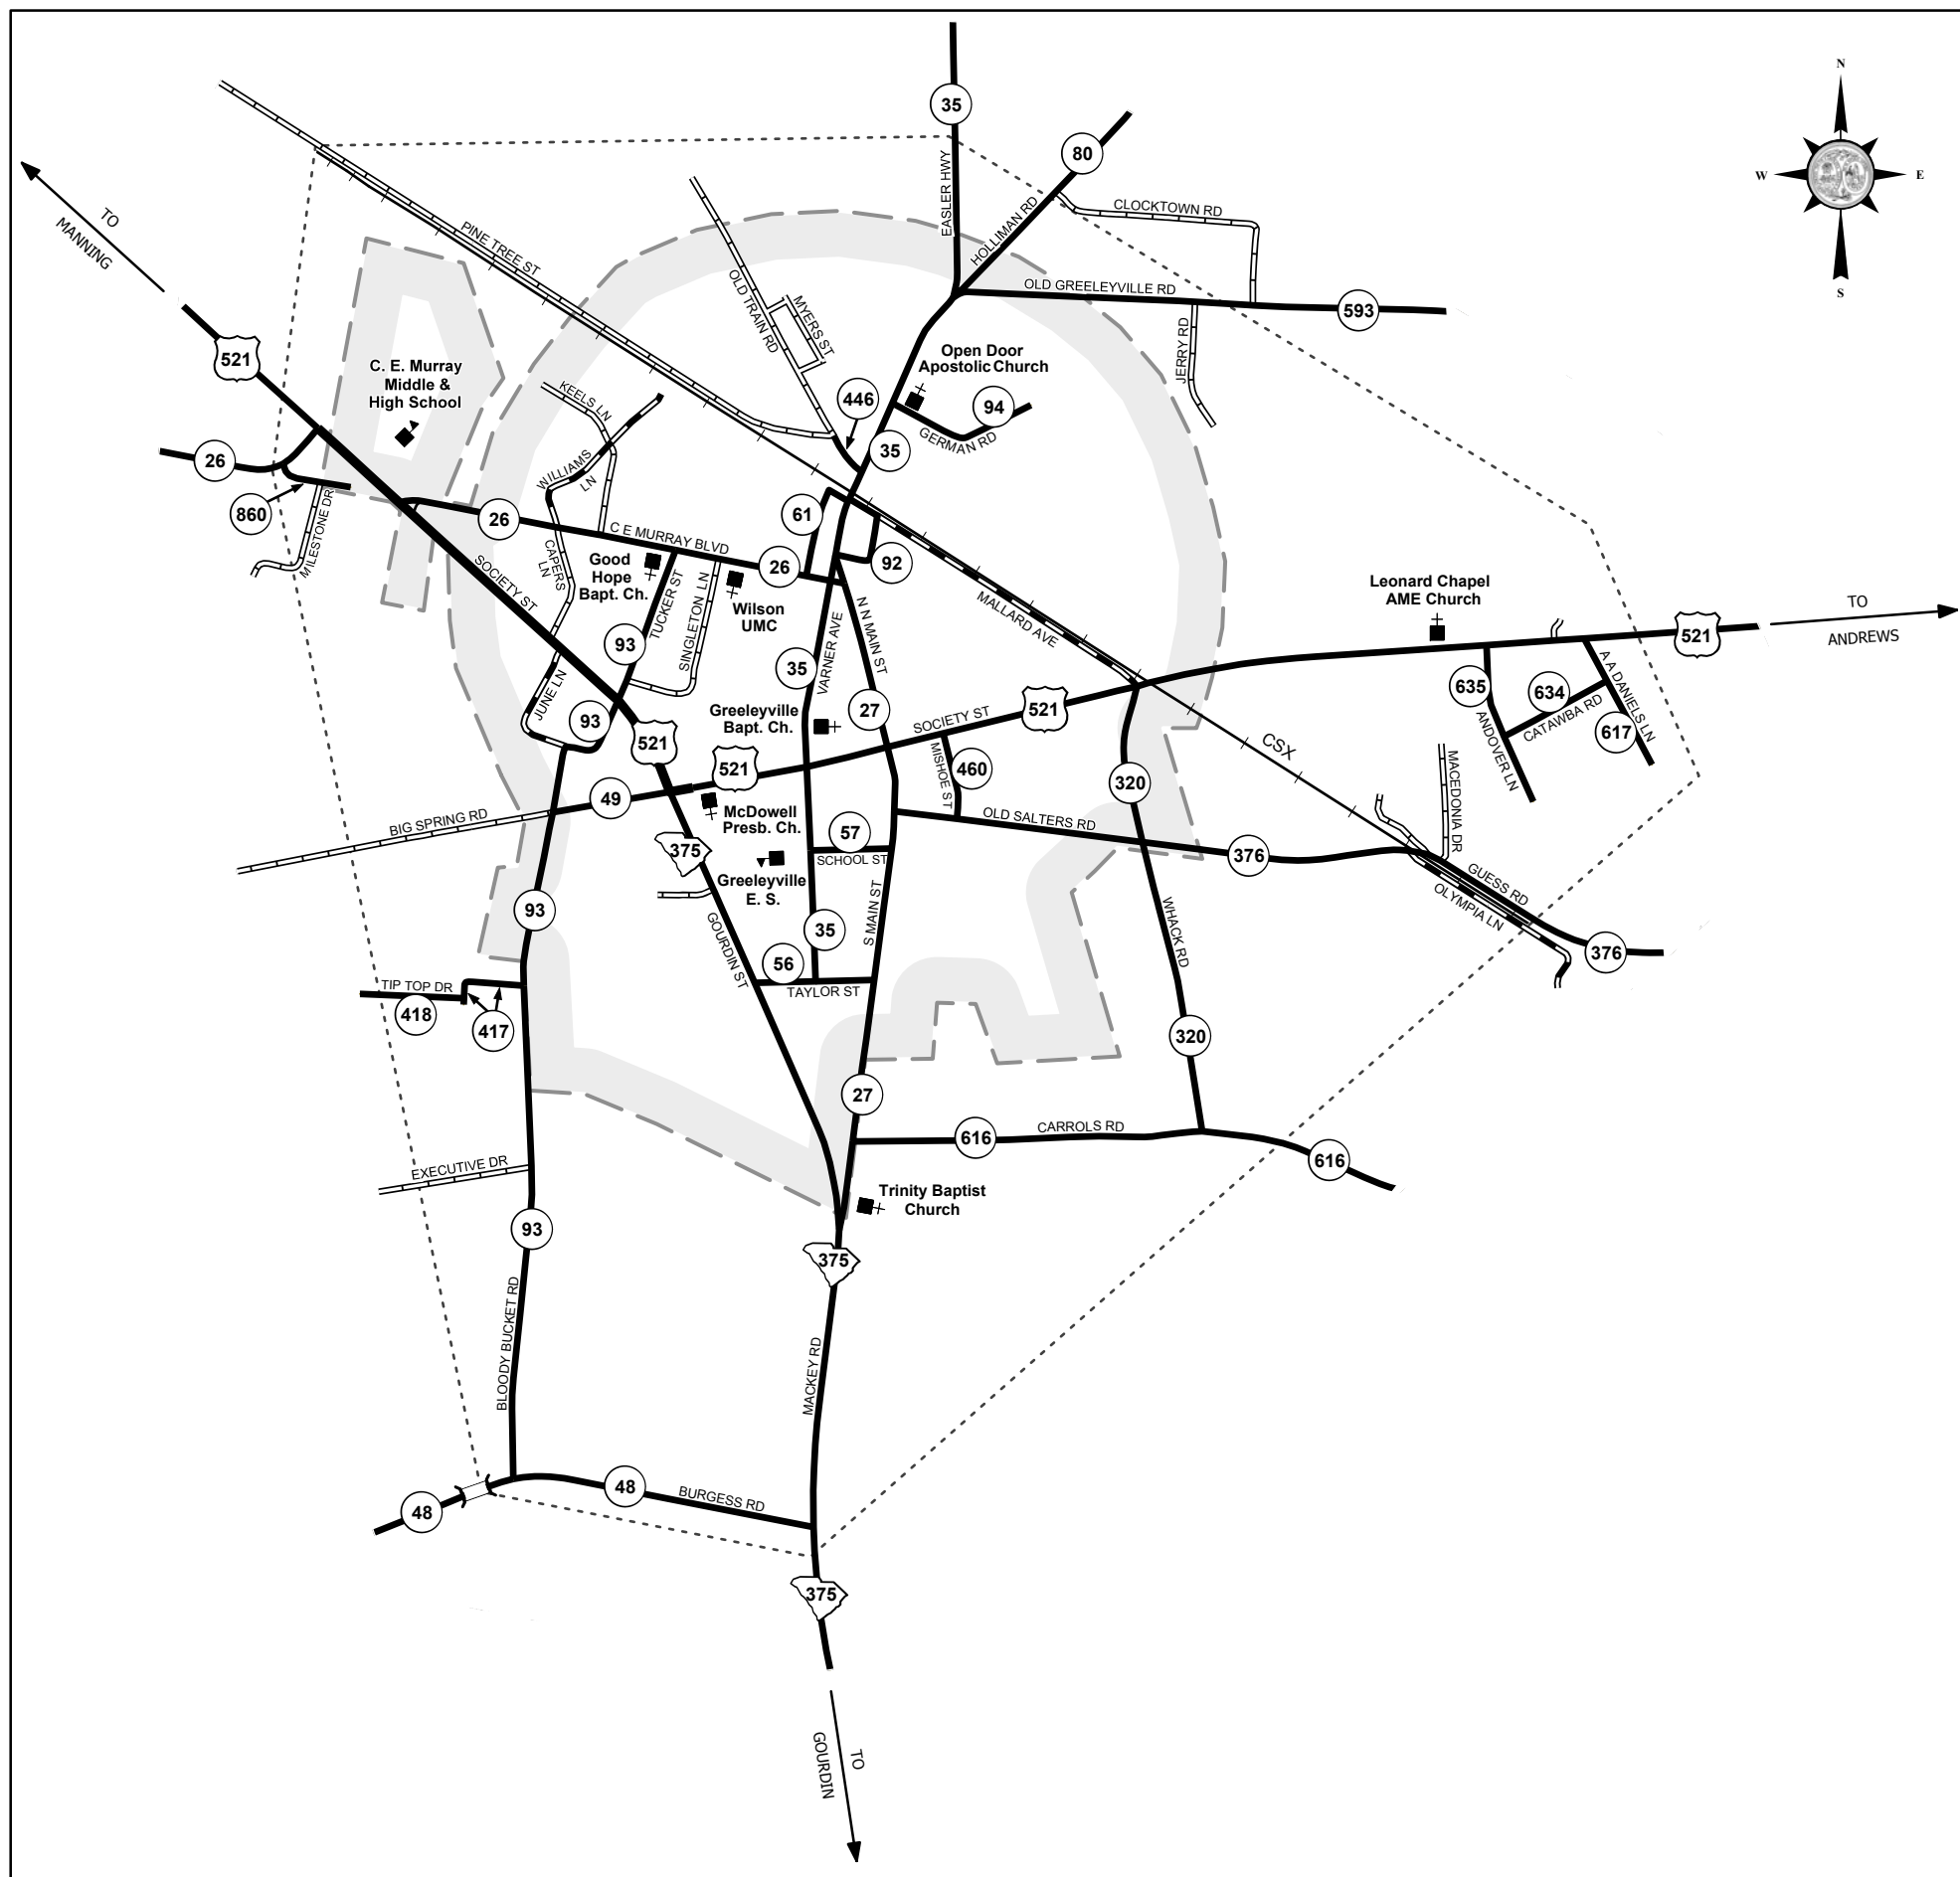 N
W
E
S
35
80
EASLER HWY
HOLLIMAN RD
CLOCKTOWN RD
OLD GREELEYVILLE RD
593
JERRY RD
TO
MANNING
PINE TREE ST
OLD TRAIN RD
MYERS ST
521
C. E. Murray
Middle &
High School
KEELS LN
WILLIAMS
LN
446
Open Door
Apostolic Church
94
GERMAN RD
35
26
860
MILESTONE DR
26
C E MURRAY BLVD
61
92
26
CAPERS
LN
SOCIETY ST
Good
Hope
Bapt. Ch.
TUCKER ST
SINGLETON LN
Wilson
UMC
93
VARNER AVE
N N MAIN ST
35
27
MALLARD AVE
Leonard Chapel
AME Church
TO
ANDREWS
521
635
634
CATAWBA RD
617
A A DANIELS LN
ANDOVER LN
JUNE LN
93
521
521
Greeleyville
Bapt. Ch.
SOCIETY ST
521
CSX
MISHOE ST
460
320
MACEDONIA DR
BIG SPRING RD
49
McDowell
Presb. Ch.
375
57
SCHOOL ST
OLD SALTERS RD
376
GUESS RD
OLYMPIA LN
376
Greeleyville
E. S.
93
GOURDIN ST
35
S MAIN ST
WHACK RD
56
TAYLOR ST
TIP TOP DR
418
417
320
27
616
CARROLS RD
616
EXECUTIVE DR
Trinity Baptist
Church
93
375
BLOODY BUCKET RD
MACKEY RD
48
48
BURGESS RD
375
TO
GOURDIN